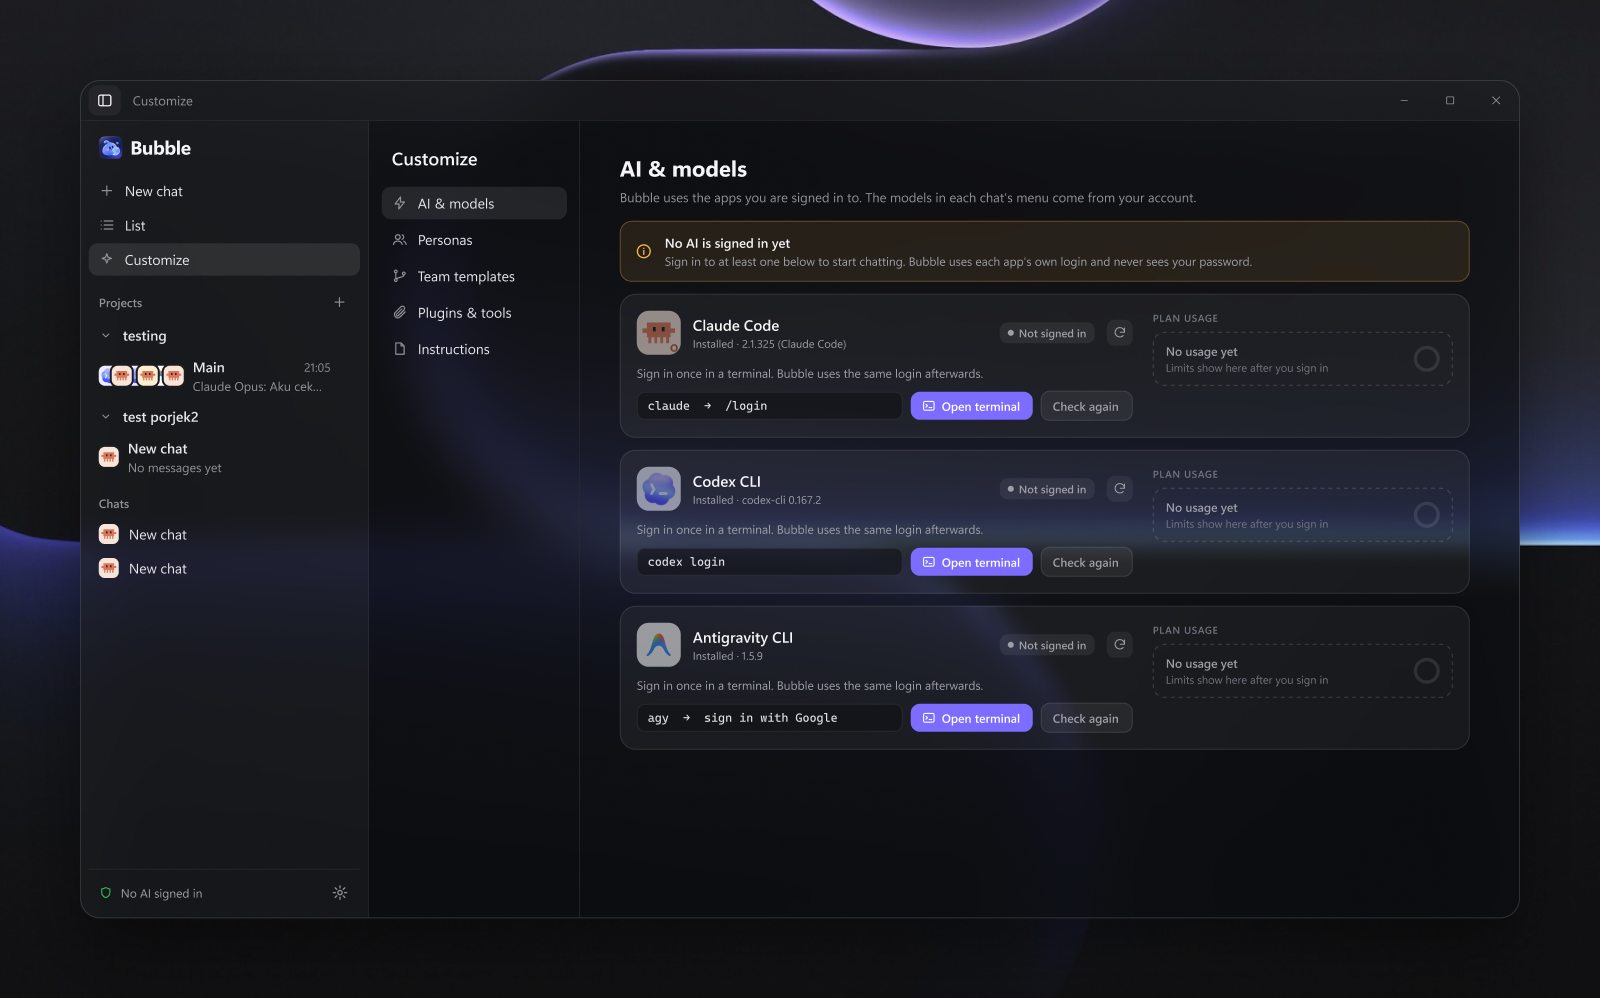 Customize
Bubble
New chat
List
Customize
Projects
testing
Main
21:05
Claude Opus: Aku cek...
test porjek2
New chat
No messages yet
Chats
New chat
New chat
No AI signed in
Customize
AI & models
Personas
Team templates
Plugins & tools
Instructions
AI & models
Bubble uses the apps you are signed in to. The models in each chat's menu come from your account.
No AI is signed in yet
Sign in to at least one below to start chatting. Bubble uses each app's own login and never sees your password.
Claude Code
Installed · 2.1.325 (Claude Code)
Not signed in
Sign in once in a terminal. Bubble uses the same login afterwards.
claude → /login
Open terminal
Check again
PLAN USAGE
No usage yet
Limits show here after you sign in
Codex CLI
Installed · codex-cli 0.167.2
Not signed in
Sign in once in a terminal. Bubble uses the same login afterwards.
codex login
Open terminal
Check again
PLAN USAGE
No usage yet
Limits show here after you sign in
Antigravity CLI
Installed · 1.5.9
Not signed in
Sign in once in a terminal. Bubble uses the same login afterwards.
agy → sign in with Google
Open terminal
Check again
PLAN USAGE
No usage yet
Limits show here after you sign in